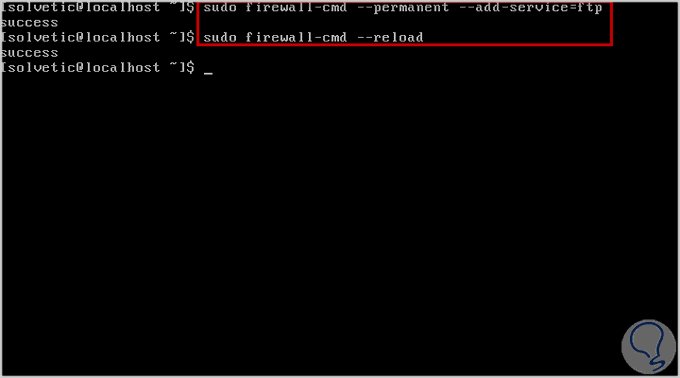 [solvetic@localhost ~]$ sudo firewall-cmd --permanent --add-service=ftp
success
[solvetic@localhost ~]$ sudo firewall-cmd --reload
success
[solvetic@localhost ~]$ _